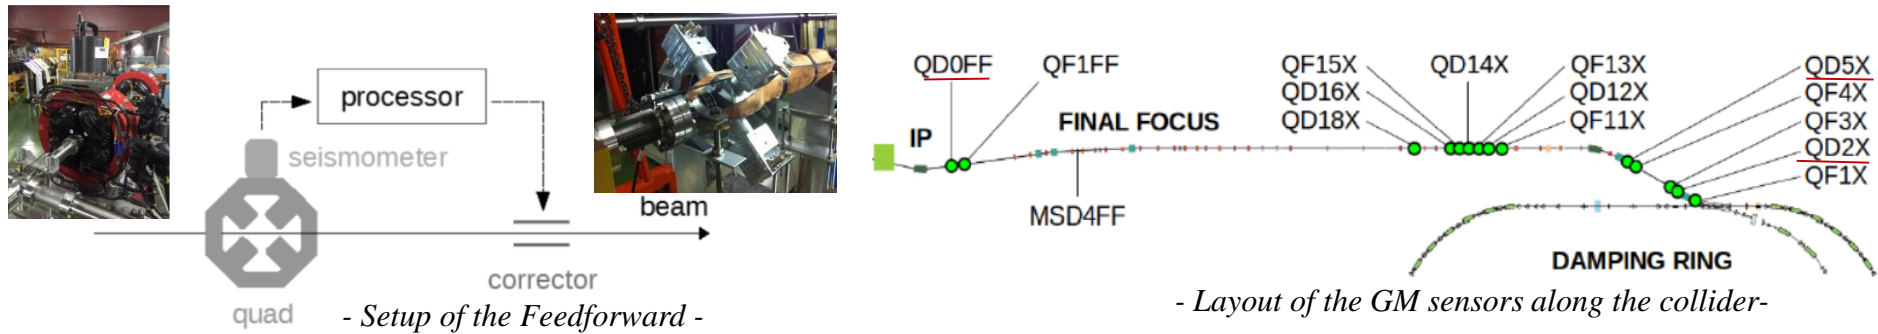 processor
seismometer
beam
corrector
quad
- Setup of the Feedforward -
QD0FF
QF1FF
QF15X
QD14X
QF13X
QD5X
QD16X
QD12X
QF4X
QD18X
QF11X
QF3X
IP
FINAL FOCUS
QD2X
QF1X
MSD4FF
DAMPING RING
- Layout of the GM sensors along the collider-